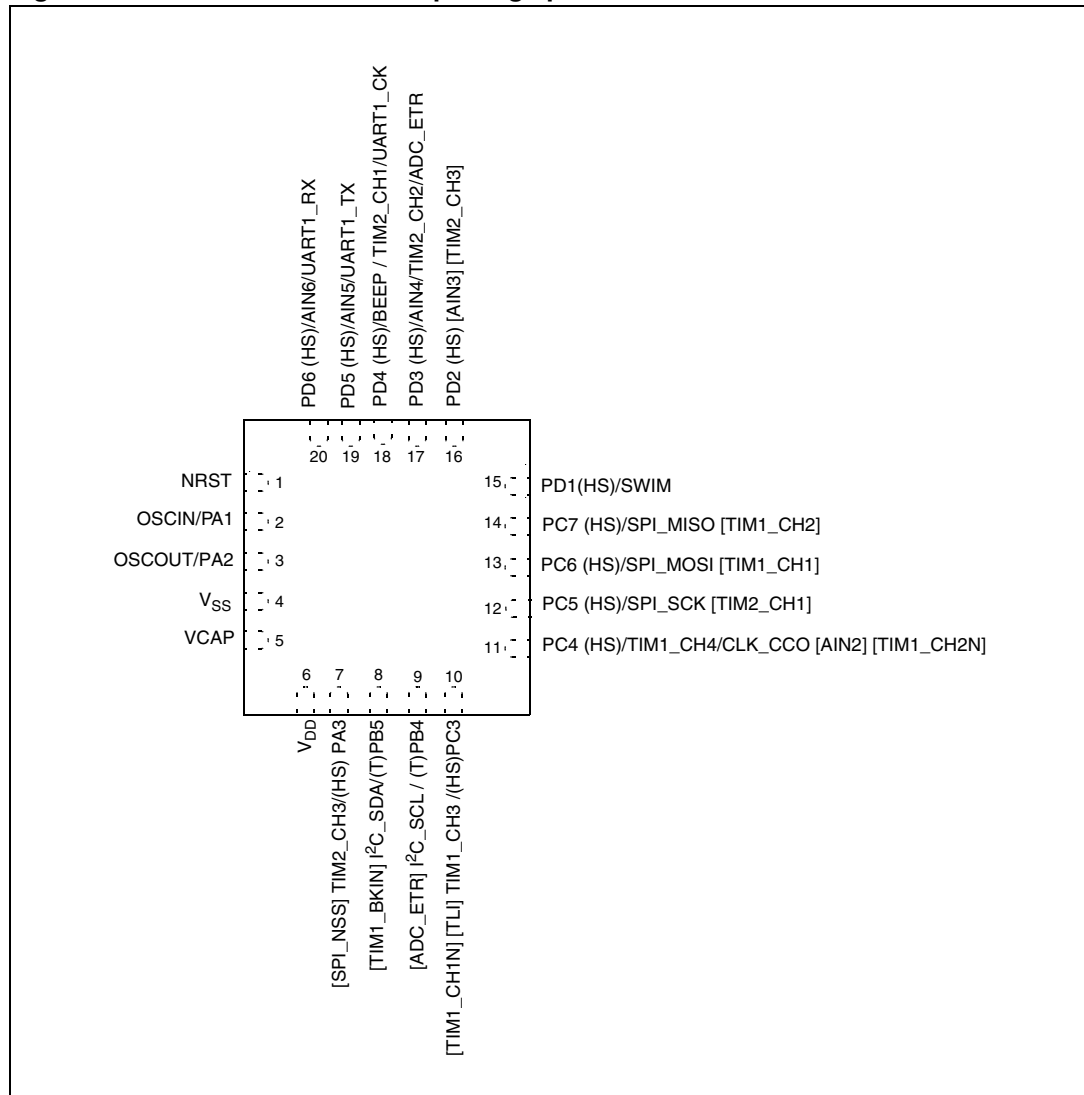 PD6 (HS)/AIN6/UART1_RX
PD5 (HS)/AIN5/UART1_TX
PD4 (HS)/BEEP / TIM2_CH1/UART1_CK
PD3 (HS)/AIN4/TIM2_CH2/ADC_ETR
PD2 (HS) [AIN3] [TIM2_CH3]
20 19 18 17 16
NRST 1
OSCIN/PA1 2
OSCOUT/PA2 3
VSS 4
VCAP 5
15 PD1(HS)/SWIM
14 PC7 (HS)/SPI_MISO [TIM1_CH2]
13 PC6 (HS)/SPI_MOSI [TIM1_CH1]
12 PC5 (HS)/SPI_SCK [TIM2_CH1]
11 PC4 (HS)/TIM1_CH4/CLK_CCO [AIN2] [TIM1_CH2N]
6 7 8 9 10
VDD
[SPI_NSS] TIM2_CH3/(HS) PA3
[TIM1_BKIN] I²C_SDA/(T)PB5
[ADC_ETR] I²C_SCL / (T)PB4
[TIM1_CH1N] [TLI] TIM1_CH3 /(HS)PC3